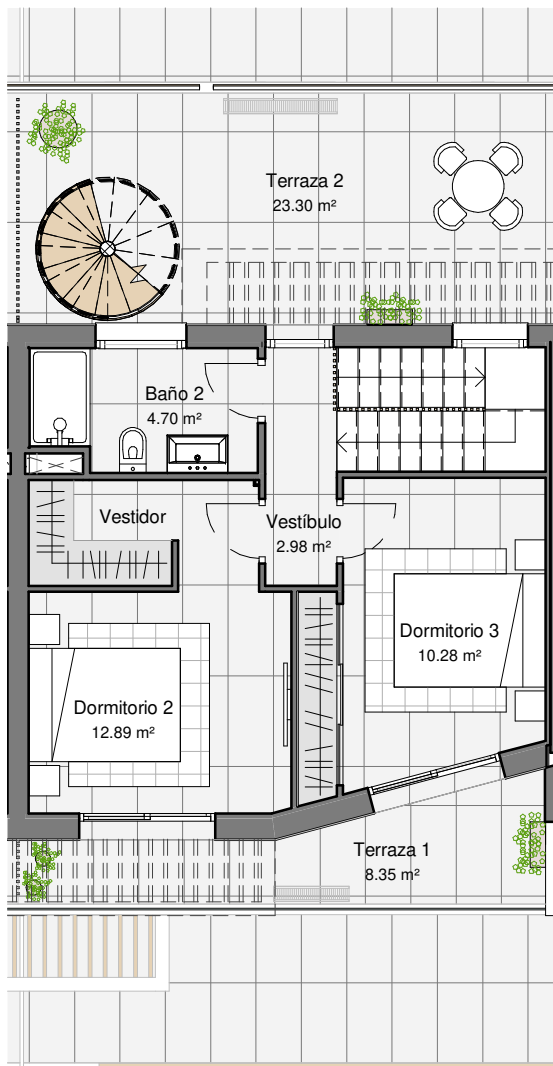 Terraza 2
23.30 m²
Baño 2
4.70 m²
Vestidor
Vestíbulo
2.98 m²
Dormitorio 3
10.28 m²
Dormitorio 2
12.89 m²
Terraza 1
8.35 m²